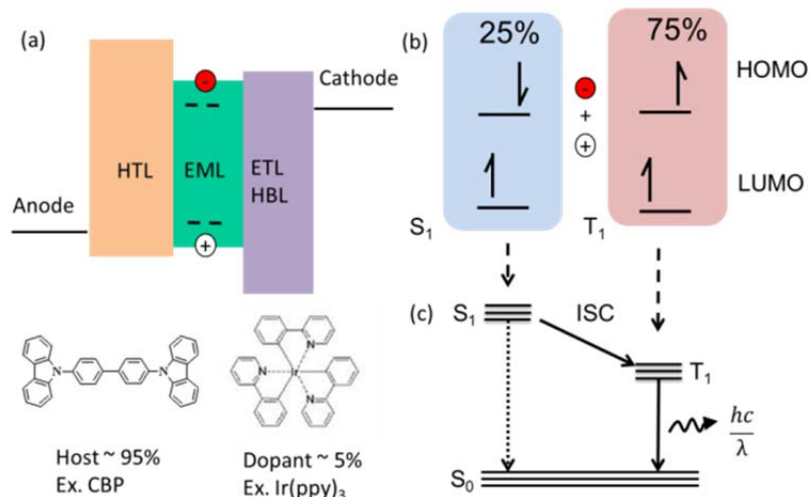 (a)
Cathode
HTL
EML
ETL
HBL
Anode
N
N
N
Ir
N
N
Host ~ 95%
Ex. CBP
Dopant ~ 5%
Ex. Ir(ppy)₃
(b)
25%
75%
HOMO
-
+
+
LUMO
S₁
T₁
(c)
S₁
ISC
T₁
hc
λ
S₀